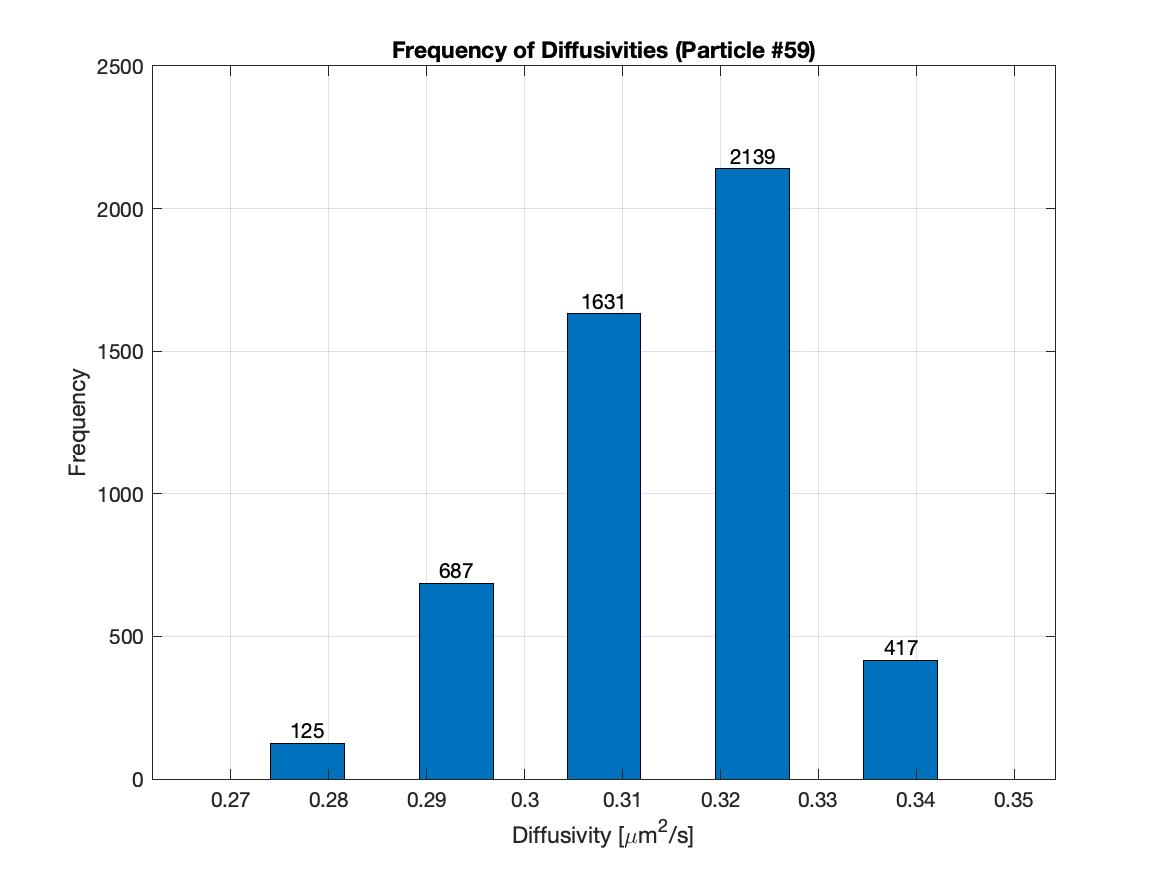 Frequency of Diffusivities (Particle #59)
2500
2000
1500
1000
500
0
Frequency
125
687
1631
2139
417
0.27 0.28 0.29 0.3 0.31 0.32 0.33 0.34 0.35
Diffusivity [μm²/s]